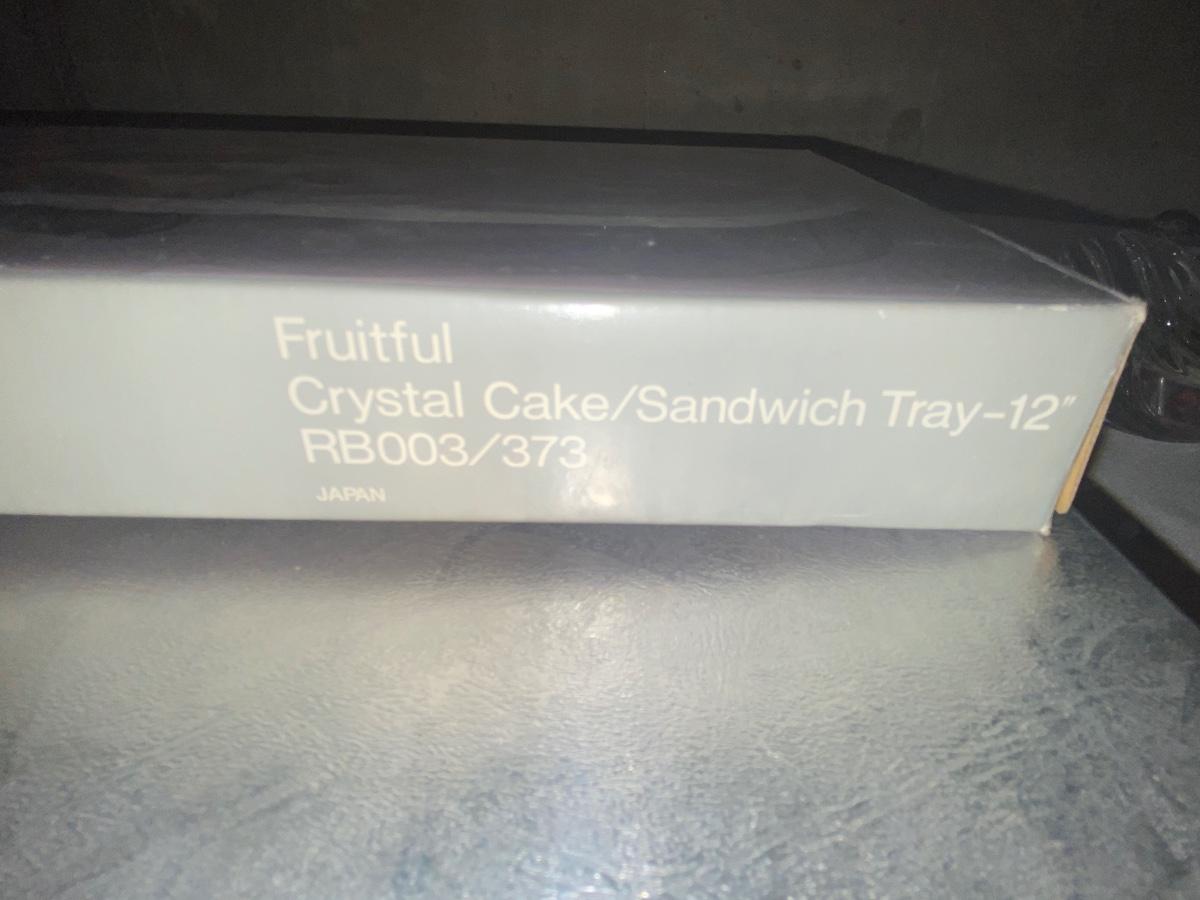 Fruitful
Crystal Cake/Sandwich Tray-12"
RB003/373
JAPAN